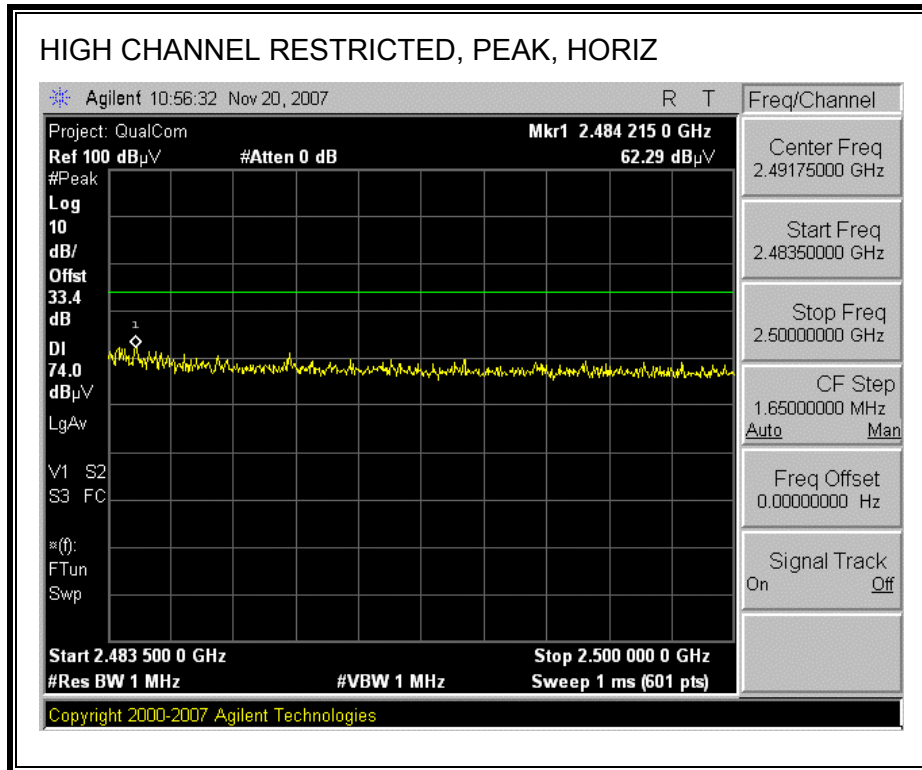 HIGH CHANNEL RESTRICTED, PEAK, HORIZ
Agilent 10:56:32 Nov 20, 2007 R T
Project: QualCom Mkr1 2.484 215 0 GHz
Ref 100 dBµV #Atten 0 dB 62.29 dBµV
#Peak
Log
10
dB/
Offst
33.4
dB
1
DI
74.0
dBµV
LgAv
V1 S2
S3 FC
¤(f):
FTun
Swp
Start 2.483 500 0 GHz Stop 2.500 000 0 GHz
#Res BW 1 MHz #VBW 1 MHz Sweep 1 ms (601 pts)
Copyright 2000-2007 Agilent Technologies
Freq/Channel
Center Freq
2.49175000 GHz
Start Freq
2.48350000 GHz
Stop Freq
2.50000000 GHz
CF Step
1.65000000 MHz
Auto Man
Freq Offset
0.00000000 Hz
Signal Track
On Off